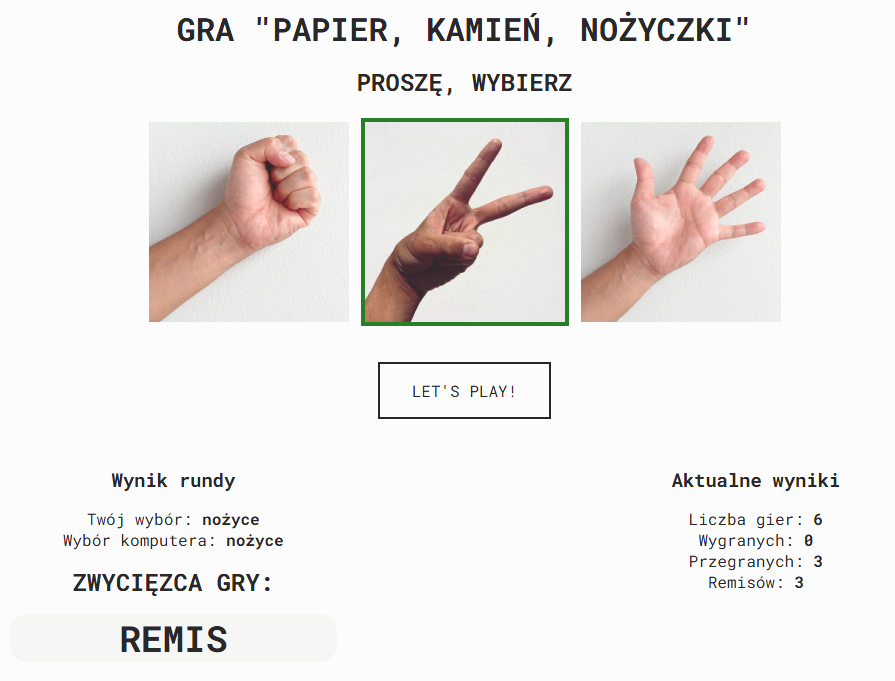 GRA "PAPIER, KAMIEŃ, NOŻYCZKI"
PROSZĘ, WYBIERZ
LET'S PLAY!
Wynik rundy
Twój wybór: nożyce
Wybór komputera: nożyce
ZWYCIĘZCA GRY:
REMIS
Aktualne wyniki
Liczba gier: 6
Wygranych: 0
Przegranych: 3
Remisów: 3